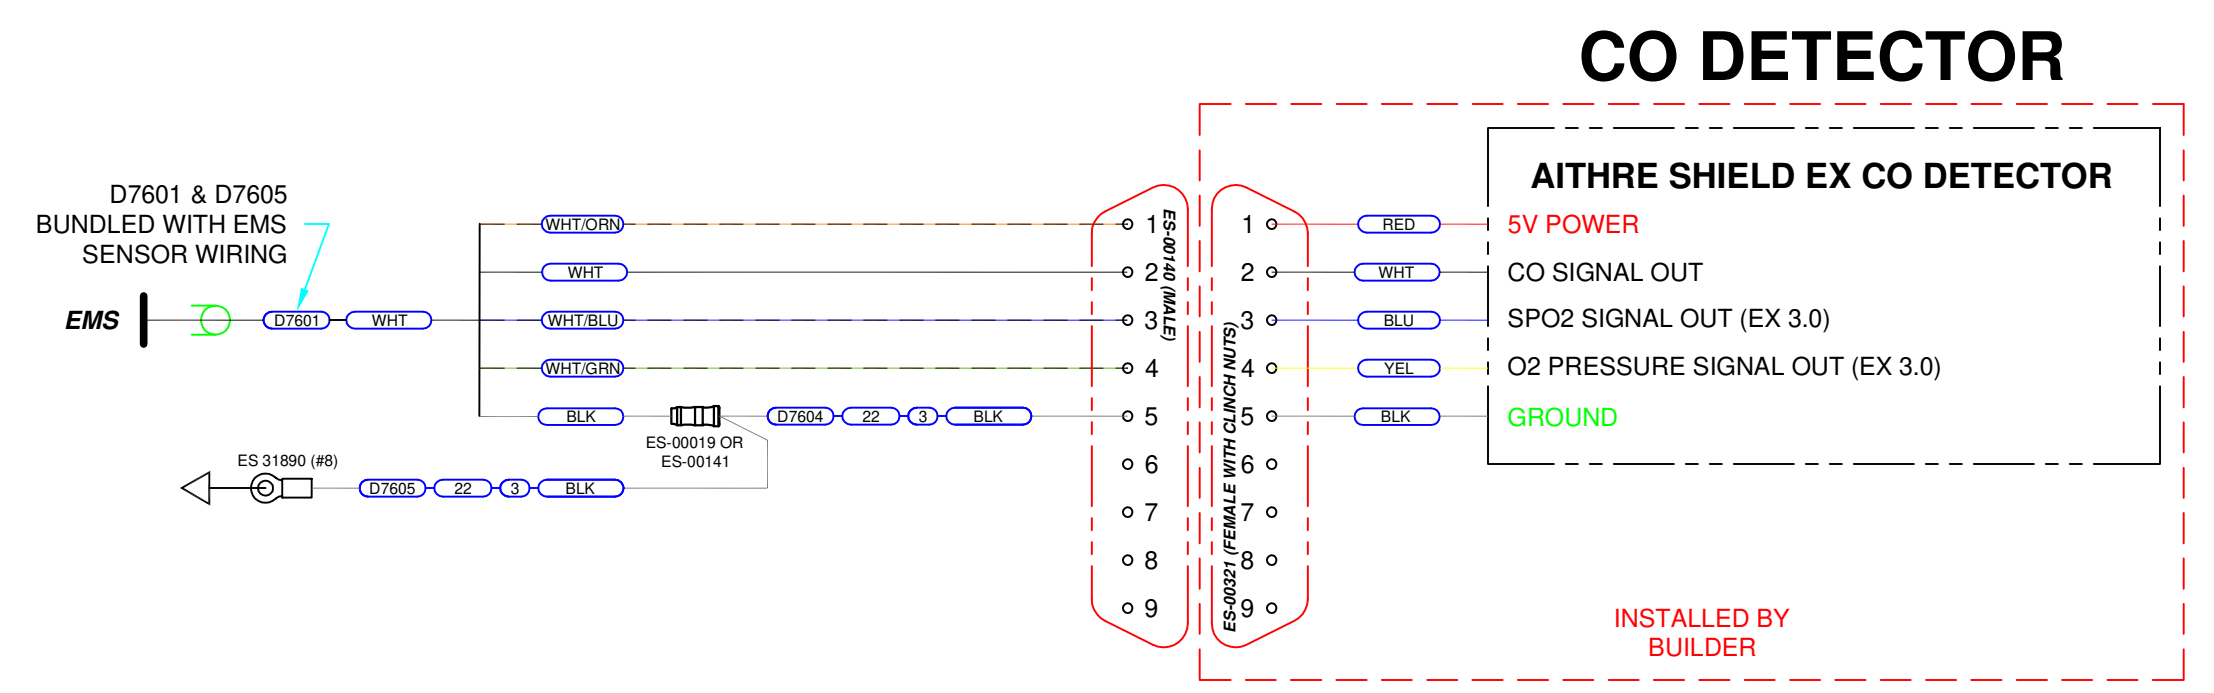 CO DETECTOR
AITHRE SHIELD EX CO DETECTOR
D7601 & D7605
BUNDLED WITH EMS
SENSOR WIRING
EMS
D7601
WHT
WHT/ORN
WHT
WHT/BLU
WHT/GRN
BLK
ES-00019 OR
ES-00141
D7604
22
3
BLK
ES 31890 (#8)
D7605
22
3
BLK
1
2
3
4
5
6
7
8
9
ES-00140 (MALE)
ES-00321 (FEMALE WITH CLINCH NUTS)
1
2
3
4
5
6
7
8
9
RED
5V POWER
WHT
CO SIGNAL OUT
BLU
SPO2 SIGNAL OUT (EX 3.0)
YEL
O2 PRESSURE SIGNAL OUT (EX 3.0)
BLK
GROUND
INSTALLED BY
BUILDER